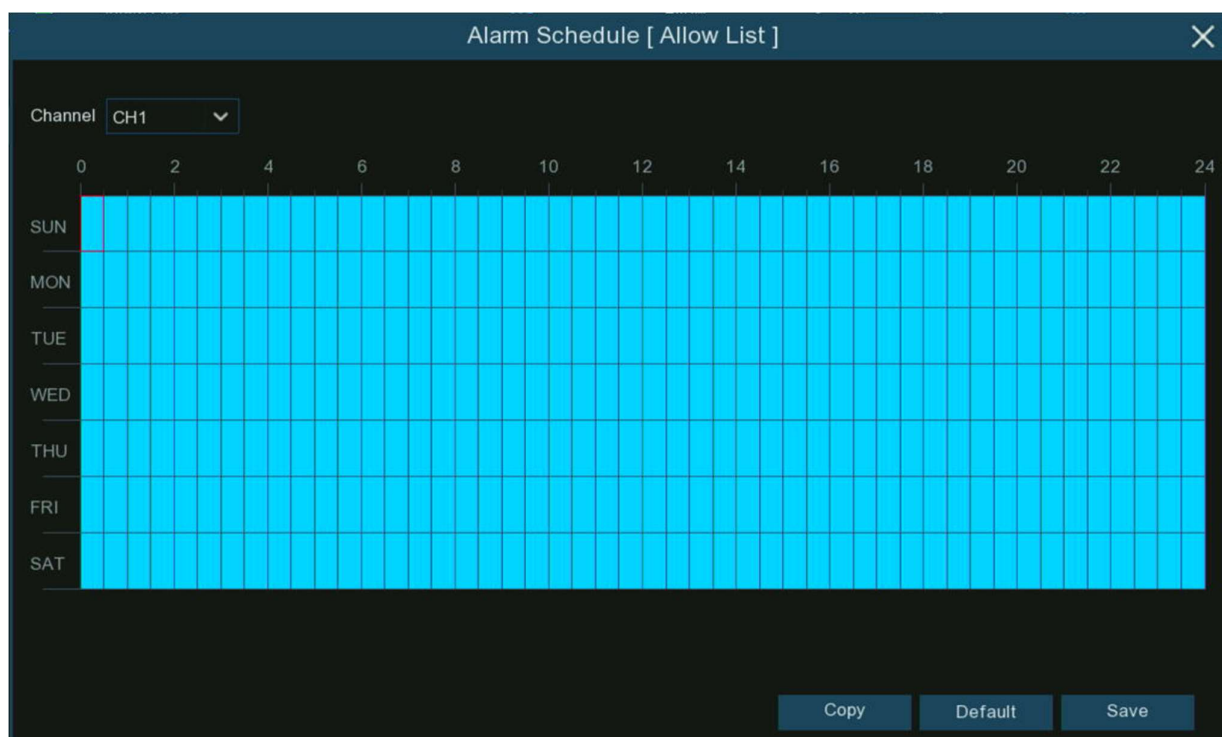 Alarm Schedule [ Allow List ]
Channel CH1
0 2 4 6 8 10 12 14 16 18 20 22 24
SUN
MON
TUE
WED
THU
FRI
SAT
Copy Default Save